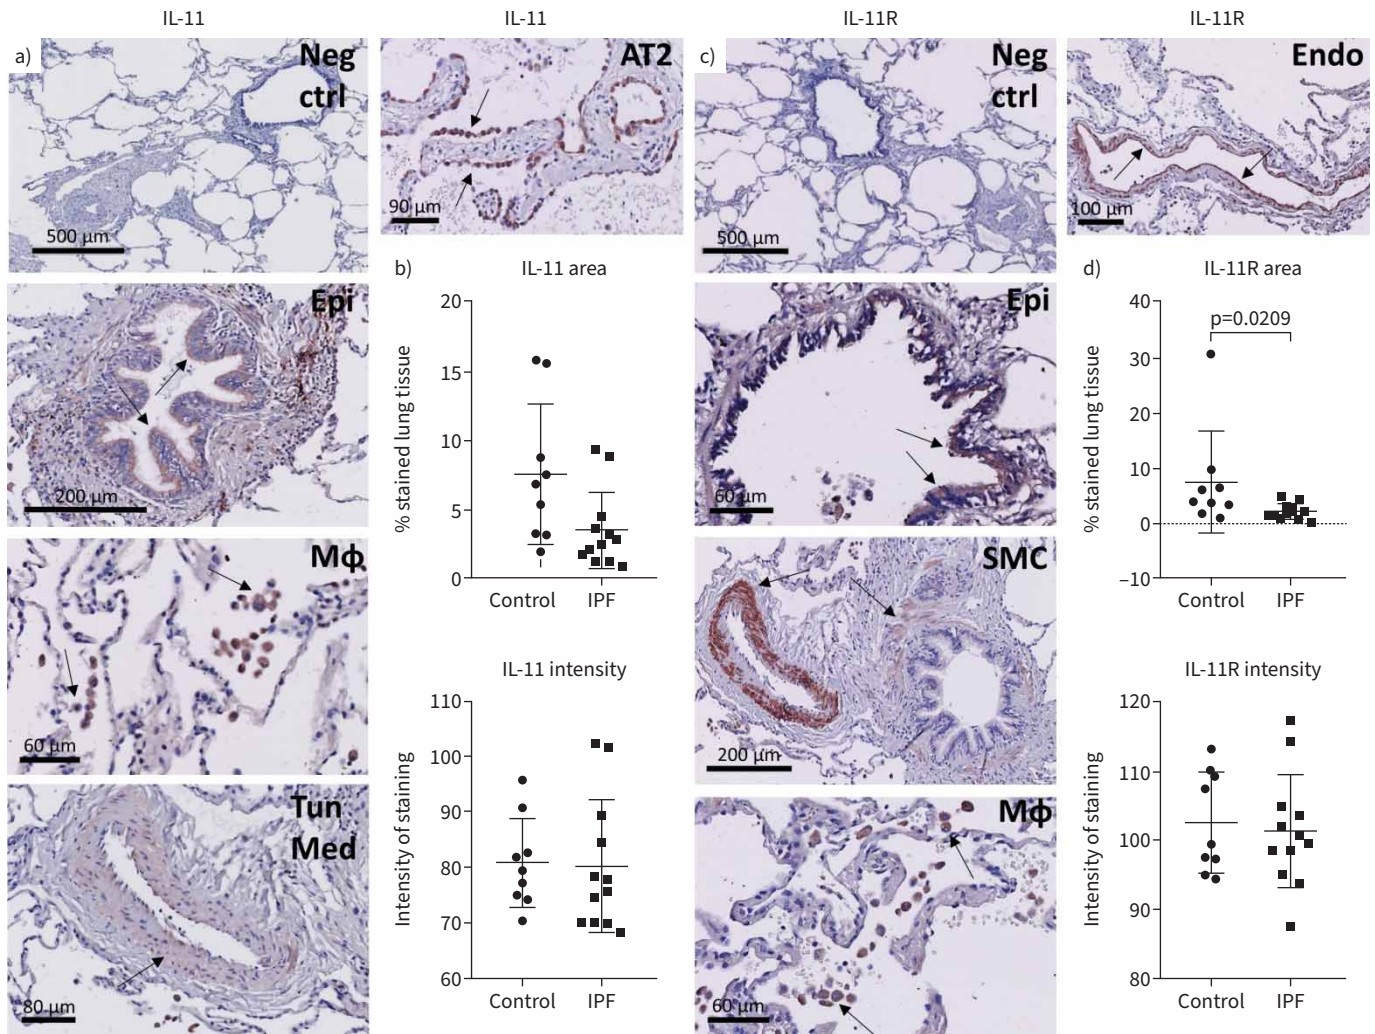 IL-11
IL-11
IL-11R
IL-11R
a)
Neg
ctrl
500 µm
AT2
90 µm
c)
Neg
ctrl
500 µm
Endo
100 µm
Epi
200 µm
b)
IL-11 area
% stained lung tissue
20
15
10
5
0
Control
IPF
Epi
60 µm
d)
IL-11R area
p=0.0209
% stained lung tissue
40
30
20
10
0
–10
Control
IPF
Mϕ
60 µm
SMC
200 µm
Tun
Med
80 µm
IL-11 intensity
Intensity of staining
110
100
90
80
70
60
Control
IPF
Mϕ
60 µm
IL-11R intensity
Intensity of staining
120
110
100
90
80
Control
IPF